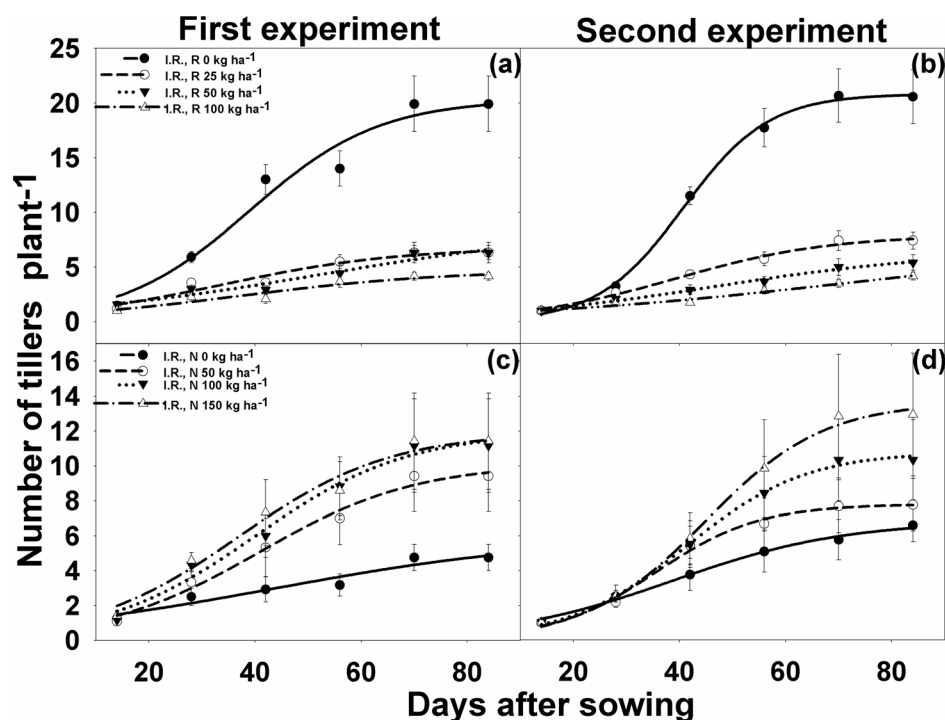 First experiment
Second experiment
Number of tillers plant-1
25
20
15
10
5
0
I.R., R 0 kg ha-1
I.R., R 25 kg ha-1
I.R., R 50 kg ha-1
I.R., R 100 kg ha-1
(a)
(b)
16
14
12
10
8
6
4
2
0
I.R., N 0 kg ha-1
I.R., N 50 kg ha-1
I.R., N 100 kg ha-1
I.R., N 150 kg ha-1
(c)
(d)
20 40 60 80 20 40 60 80
Days after sowing